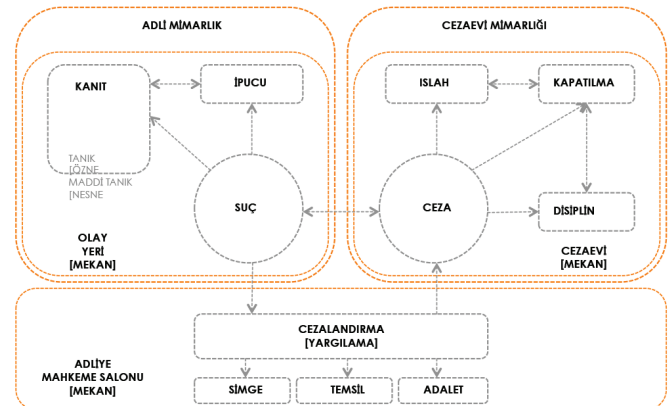 ADLİ MİMARLIK
CEZAEVİ MİMARLIĞI
KANIT
İPUCU
ISLAH
KAPATILMA
TANIK
[ÖZNE
MADDİ TANIK
[NESNE
SUÇ
CEZA
DİSİPLİN
OLAY
YERİ
[MEKAN]
CEZAEVİ
[MEKAN]
CEZALANDIRMA
[YARGILAMA]
ADLİYE
MAHKEME SALONU
[MEKAN]
SİMGE
TEMSİL
ADALET